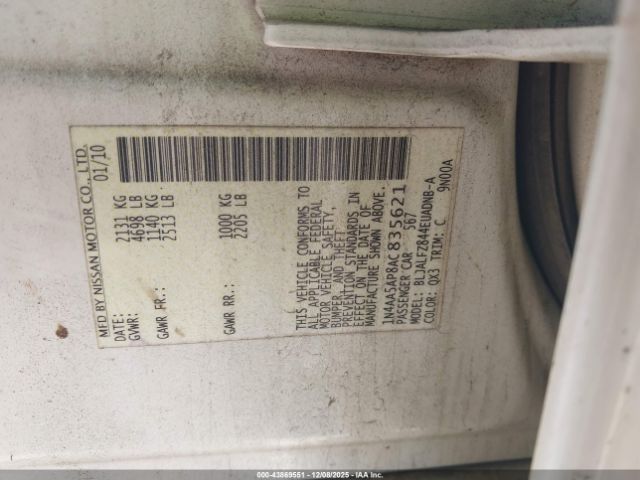 MFD BY NISSAN MOTOR CO., LTD.
DATE: 01/10
GVWR: 2131 KG
4698 LB
GAWR FR.: 1140 KG
2513 LB
GAWR RR.: 1000 KG
2205 LB
THIS VEHICLE CONFORMS TO
ALL APPLICABLE FEDERAL
MOTOR VEHICLE SAFETY,
BUMPER, AND THEFT
PREVENTION STANDARDS IN
EFFECT ON THE DATE OF
MANUFACTURE SHOWN ABOVE.
1N4AA5AP8AC835621
PASSENGER CAR 567
MODEL: BLJALFZ844EUADNB-A
COLOR: QX3 TRIM: C 9N00A
000-43869551 - 12/08/2025 - IAA Inc.